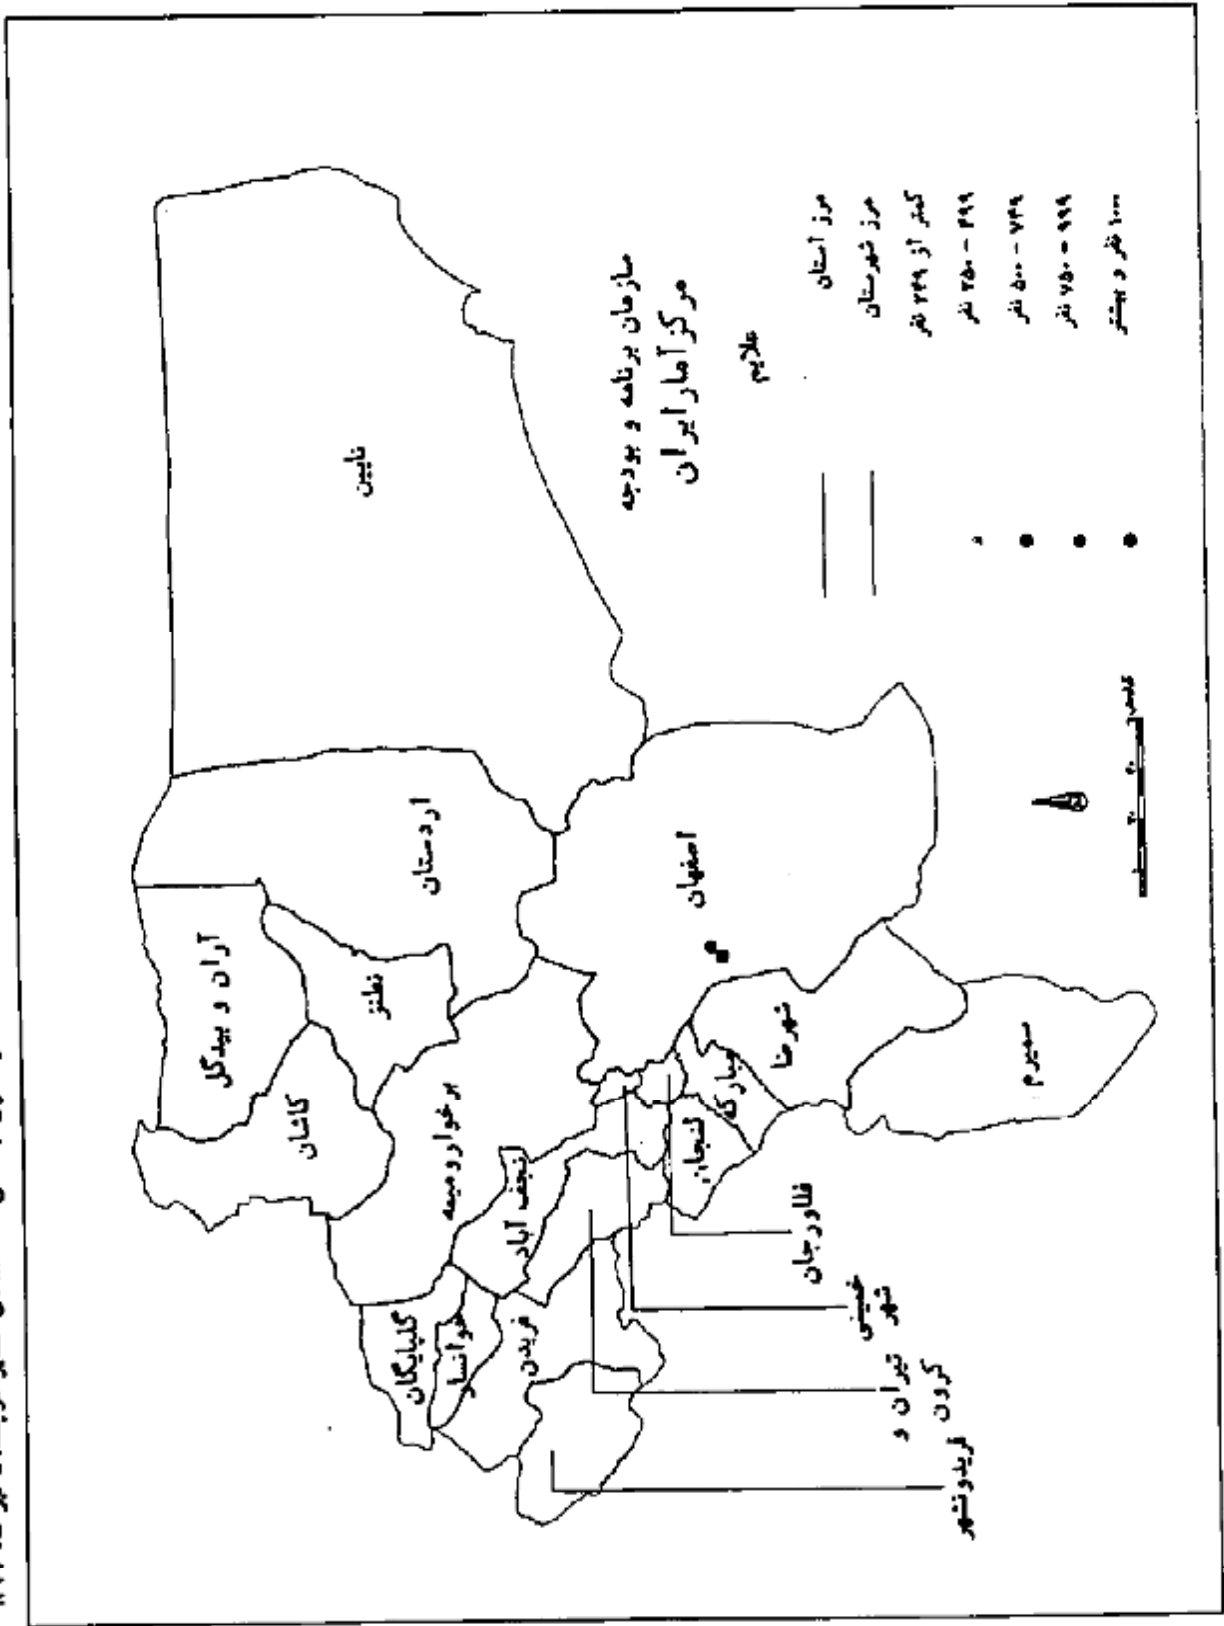 نایین
اردستان
آران و بیدگل
نطنز
کاشان
برخوارومیمه
اصفهان
نجف آباد
گلپایگان
خوانسار
فریدن
لنجان
مبارکه
شهرضا
سمیرم
فلاورجان
خمینی
شهر
تیران و
کرون
فریدونشهر
سازمان برنامه و بودجه
مرکز آمار ایران
علایم
مرز استان
مرز شهرستان
کمتر از ۲۴۹ نفر
۲۵۰ - ۴۹۹ نفر
۵۰۰ - ۷۴۹ نفر
۷۵۰ - ۹۹۹ نفر
۱۰۰۰ نفر و بیشتر